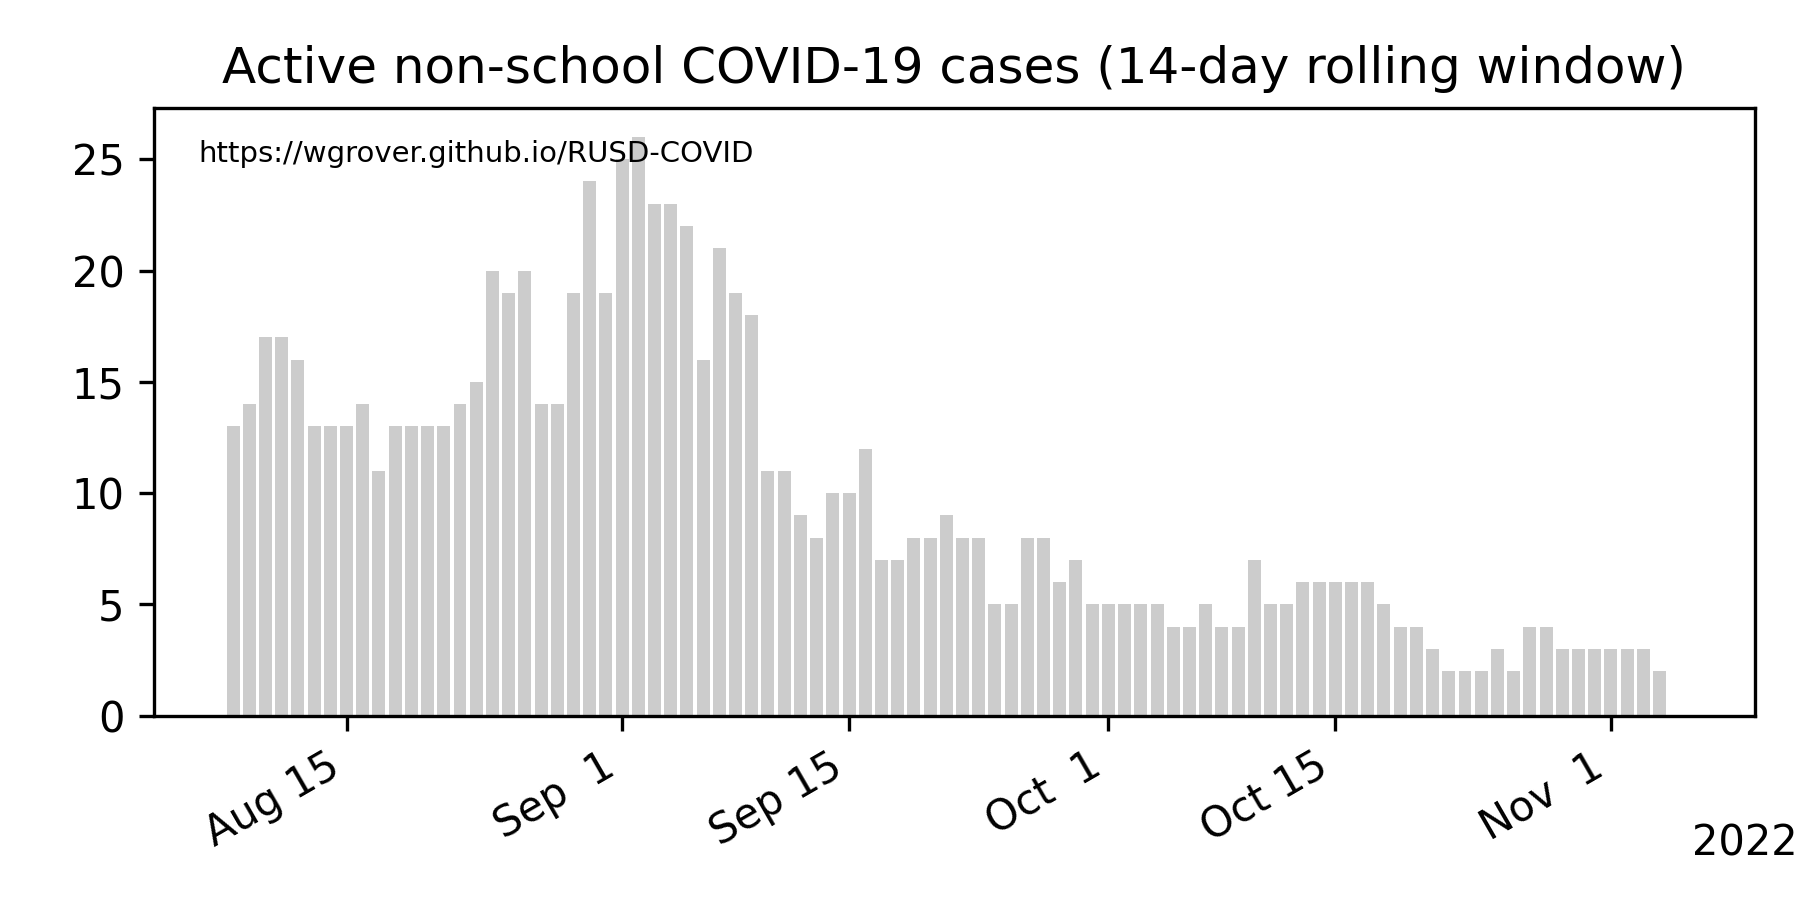 Active non-school COVID-19 cases (14-day rolling window)
https://wgrover.github.io/RUSD-COVID
25
20
15
10
5
0
Aug 15
Sep  1
Sep 15
Oct  1
Oct 15
Nov  1
2022